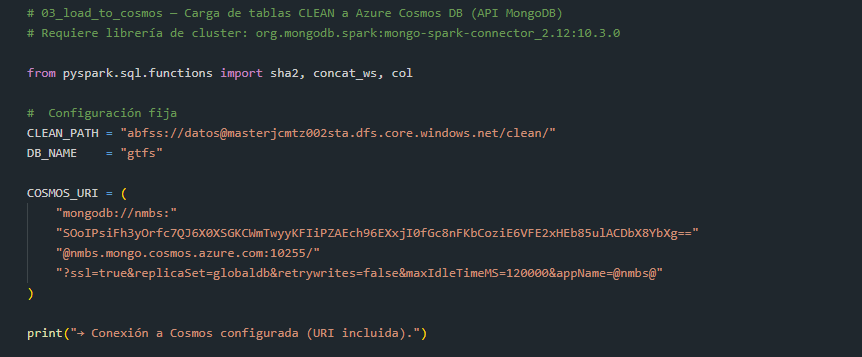 # 03_load_to_cosmos — Carga de tablas CLEAN a Azure Cosmos DB (API MongoDB)
# Requiere librería de cluster: org.mongodb.spark:mongo-spark-connector_2.12:10.3.0
from pyspark.sql.functions import sha2, concat_ws, col
#  Configuración fija
CLEAN_PATH = "abfss://datos@masterjcmtz002sta.dfs.core.windows.net/clean/"
DB_NAME    = "gtfs"
COSMOS_URI = (
    "mongodb://nmbs:"
    "SOoIPsiFh3yOrfc7QJ6X0XSGKCWmTwyyKFIiPZAEch96EXxjI0fGc8nFKbCoziE6VFE2xHEb85ulACDbX8YbXg=="
    "@nmbs.mongo.cosmos.azure.com:10255/"
    "?ssl=true&replicaSet=globaldb&retrywrites=false&maxIdleTimeMS=120000&appName=@nmbs@"
)
print("→ Conexión a Cosmos configurada (URI incluida).")